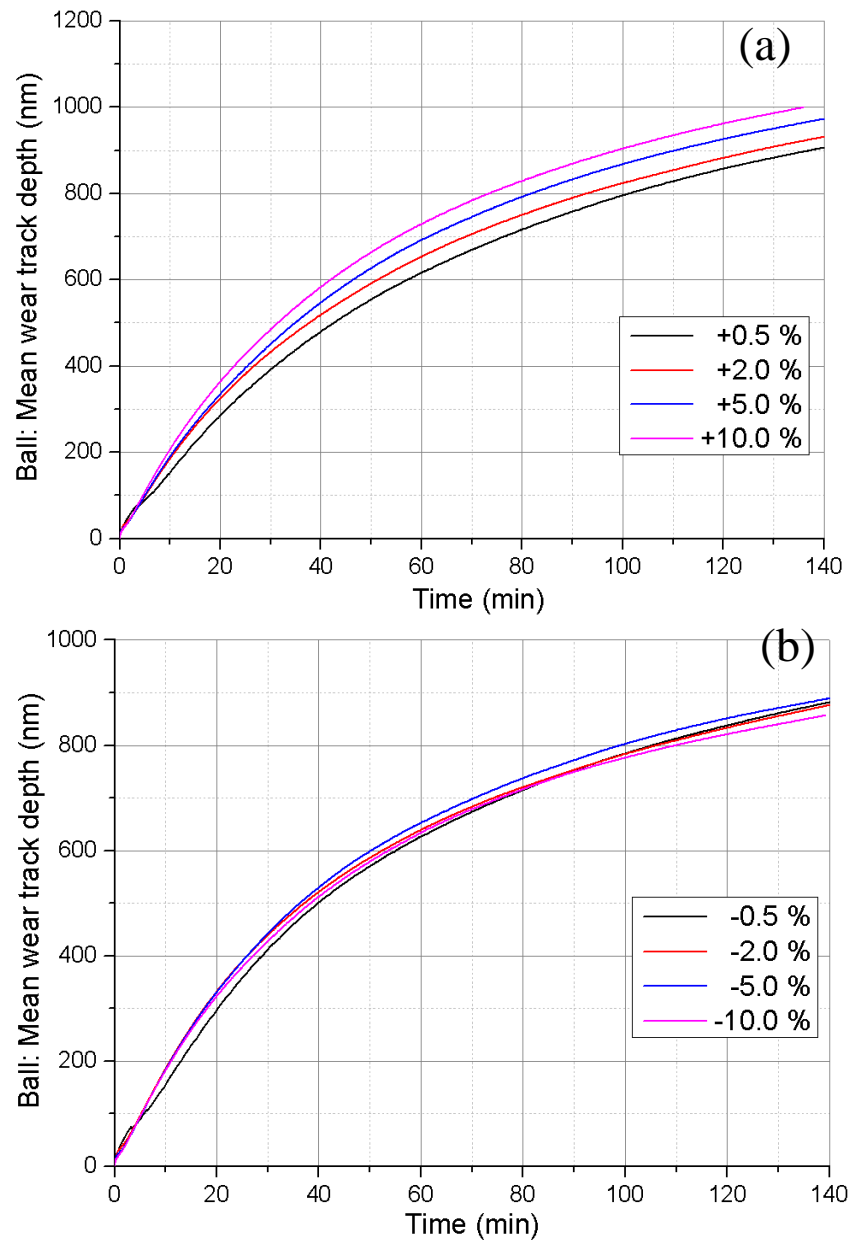 (a)
1200
1000
800
600
400
200
0
Ball: Mean wear track depth (nm)
+0.5 %
+2.0 %
+5.0 %
+10.0 %
0 20 40 60 80 100 120 140
Time (min)
(b)
1000
800
600
400
200
0
Ball: Mean wear track depth (nm)
-0.5 %
-2.0 %
-5.0 %
-10.0 %
0 20 40 60 80 100 120 140
Time (min)